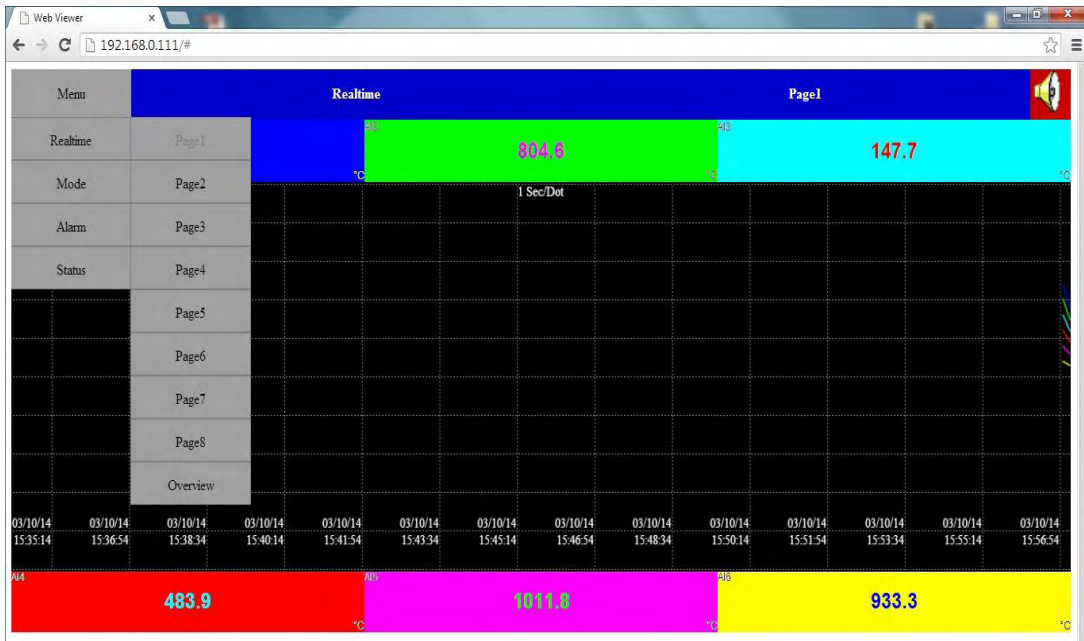 Web Viewer
192.168.0.111/#
Menu Realtime Page1
Realtime Page1 AI2 804.6 °C AI3 147.7 °C
°C
Mode Page2 1 Sec/Dot
Alarm Page3
Status Page4
Page5
Page6
Page7
Page8
Overview
03/10/14 03/10/14 03/10/14 03/10/14 03/10/14 03/10/14 03/10/14 03/10/14 03/10/14 03/10/14 03/10/14 03/10/14 03/10/14 03/10/14
15:35:14 15:36:54 15:38:34 15:40:14 15:41:54 15:43:34 15:45:14 15:46:54 15:48:34 15:50:14 15:51:54 15:53:34 15:55:14 15:56:54
AI4 483.9 °C AI5 1011.8 °C AI6 933.3 °C